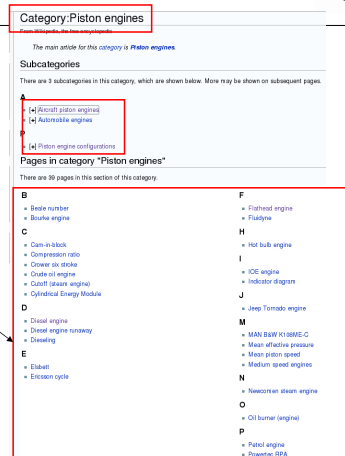 Category:Piston engines
From Wikipedia, the free encyclopedia
The main article for this category is Piston engines.
Subcategories
There are 3 subcategories in this category, which are shown below. More may be shown on subsequent pages.
A
[+] Aircraft piston engines
[+] Automobile engines
P
[+] Piston engine configurations
Pages in category "Piston engines"
There are 39 pages in this section of this category.
B
Beale number
Bourke engine
C
Cam-in-block
Compression ratio
Crower six stroke
Crude oil engine
Cutoff (steam engine)
Cylindrical Energy Module
D
Diesel engine
Diesel engine runaway
Dieseling
E
Elsbett
Ericsson cycle
F
Flathead engine
Fluidyne
H
Hot bulb engine
I
IOE engine
Indicator diagram
J
Jeep Tornado engine
M
MAN B&W K198ME-C
Mean effective pressure
Mean piston speed
Medium speed engines
N
Newcomen steam engine
O
Oil burner (engine)
P
Petrol engine
Powertec RPA